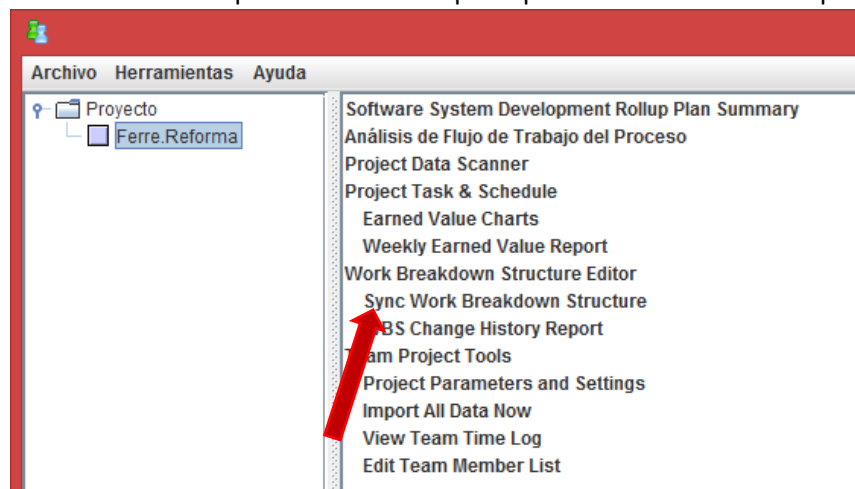 Archivo Herramientas Ayuda
Proyecto
Ferre.Reforma
Software System Development Rollup Plan Summary
Análisis de Flujo de Trabajo del Proceso
Project Data Scanner
Project Task & Schedule
Earned Value Charts
Weekly Earned Value Report
Work Breakdown Structure Editor
Sync Work Breakdown Structure
BS Change History Report
Team Project Tools
Project Parameters and Settings
Import All Data Now
View Team Time Log
Edit Team Member List